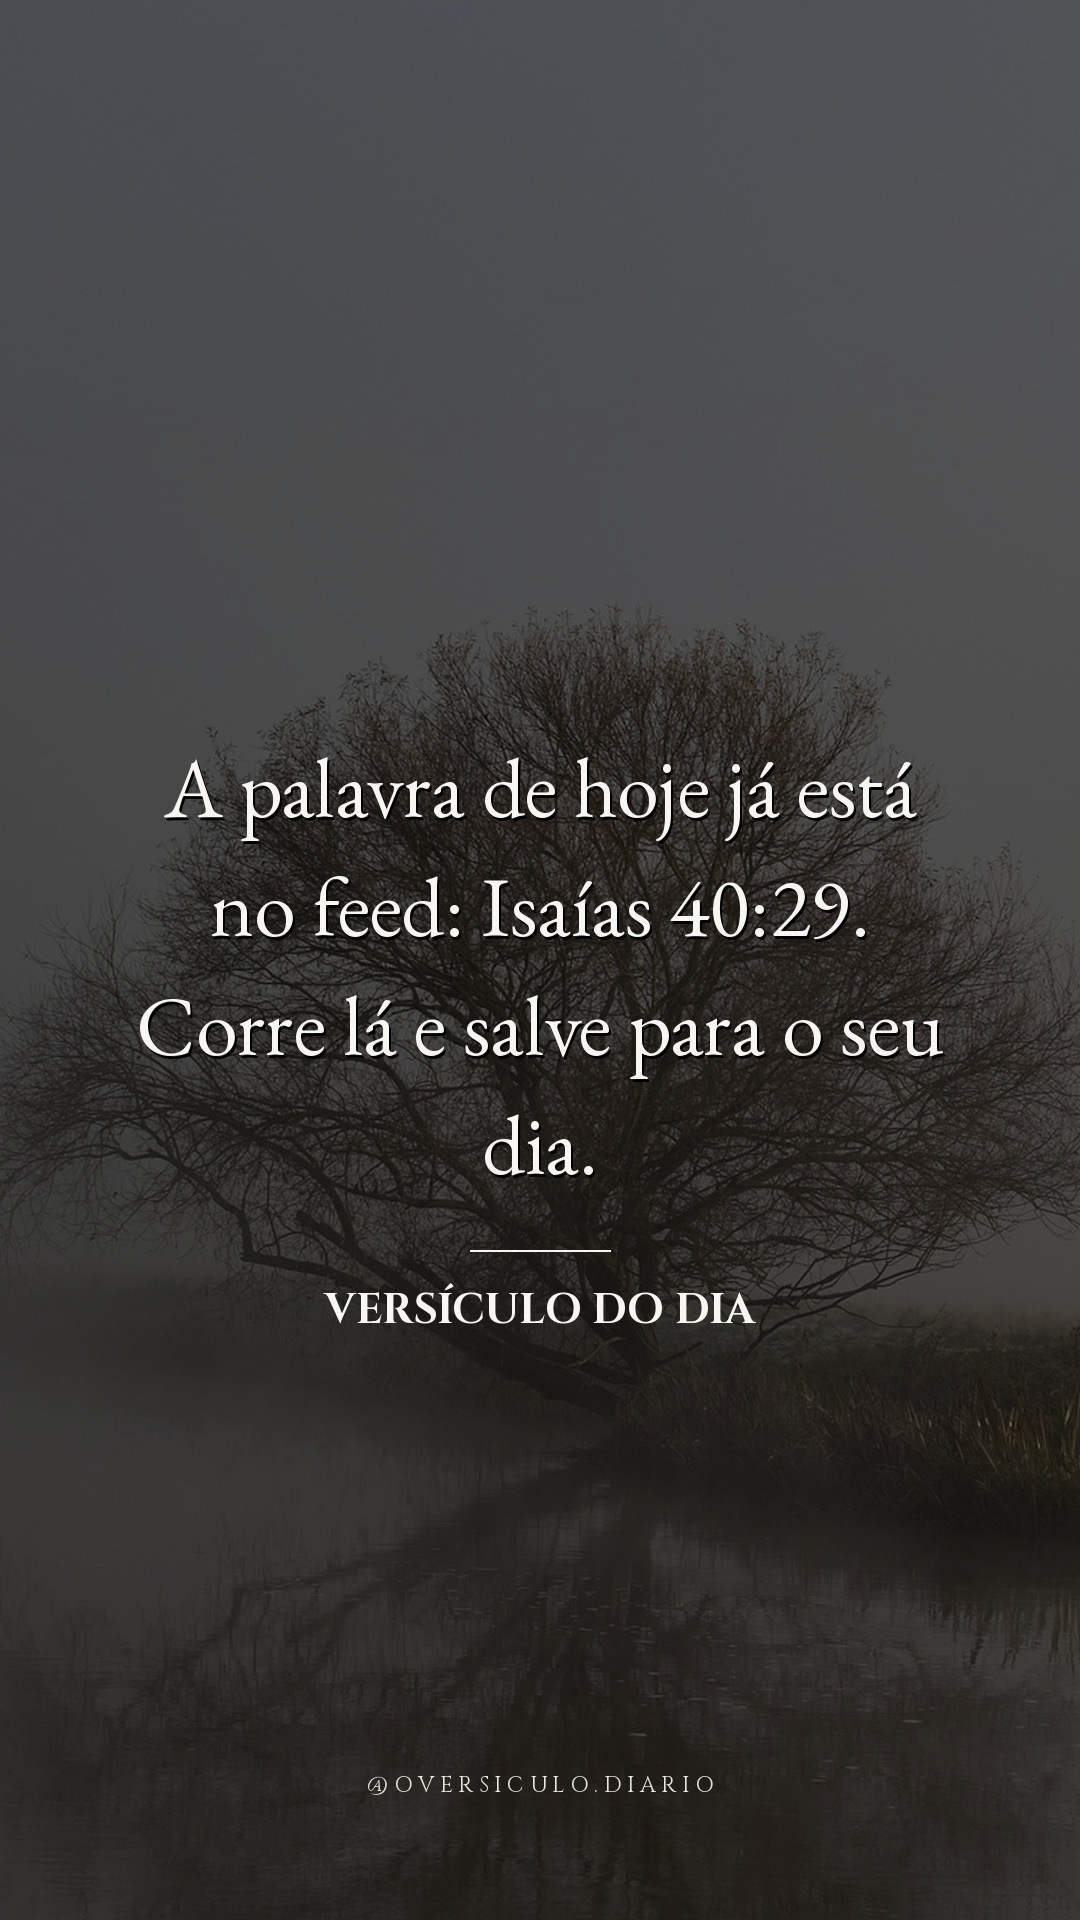 A palavra de hoje já está
no feed: Isaías 40:29.
Corre lá e salve para o seu
dia.
VERSÍCULO DO DIA
@OVERSICULO.DIARIO